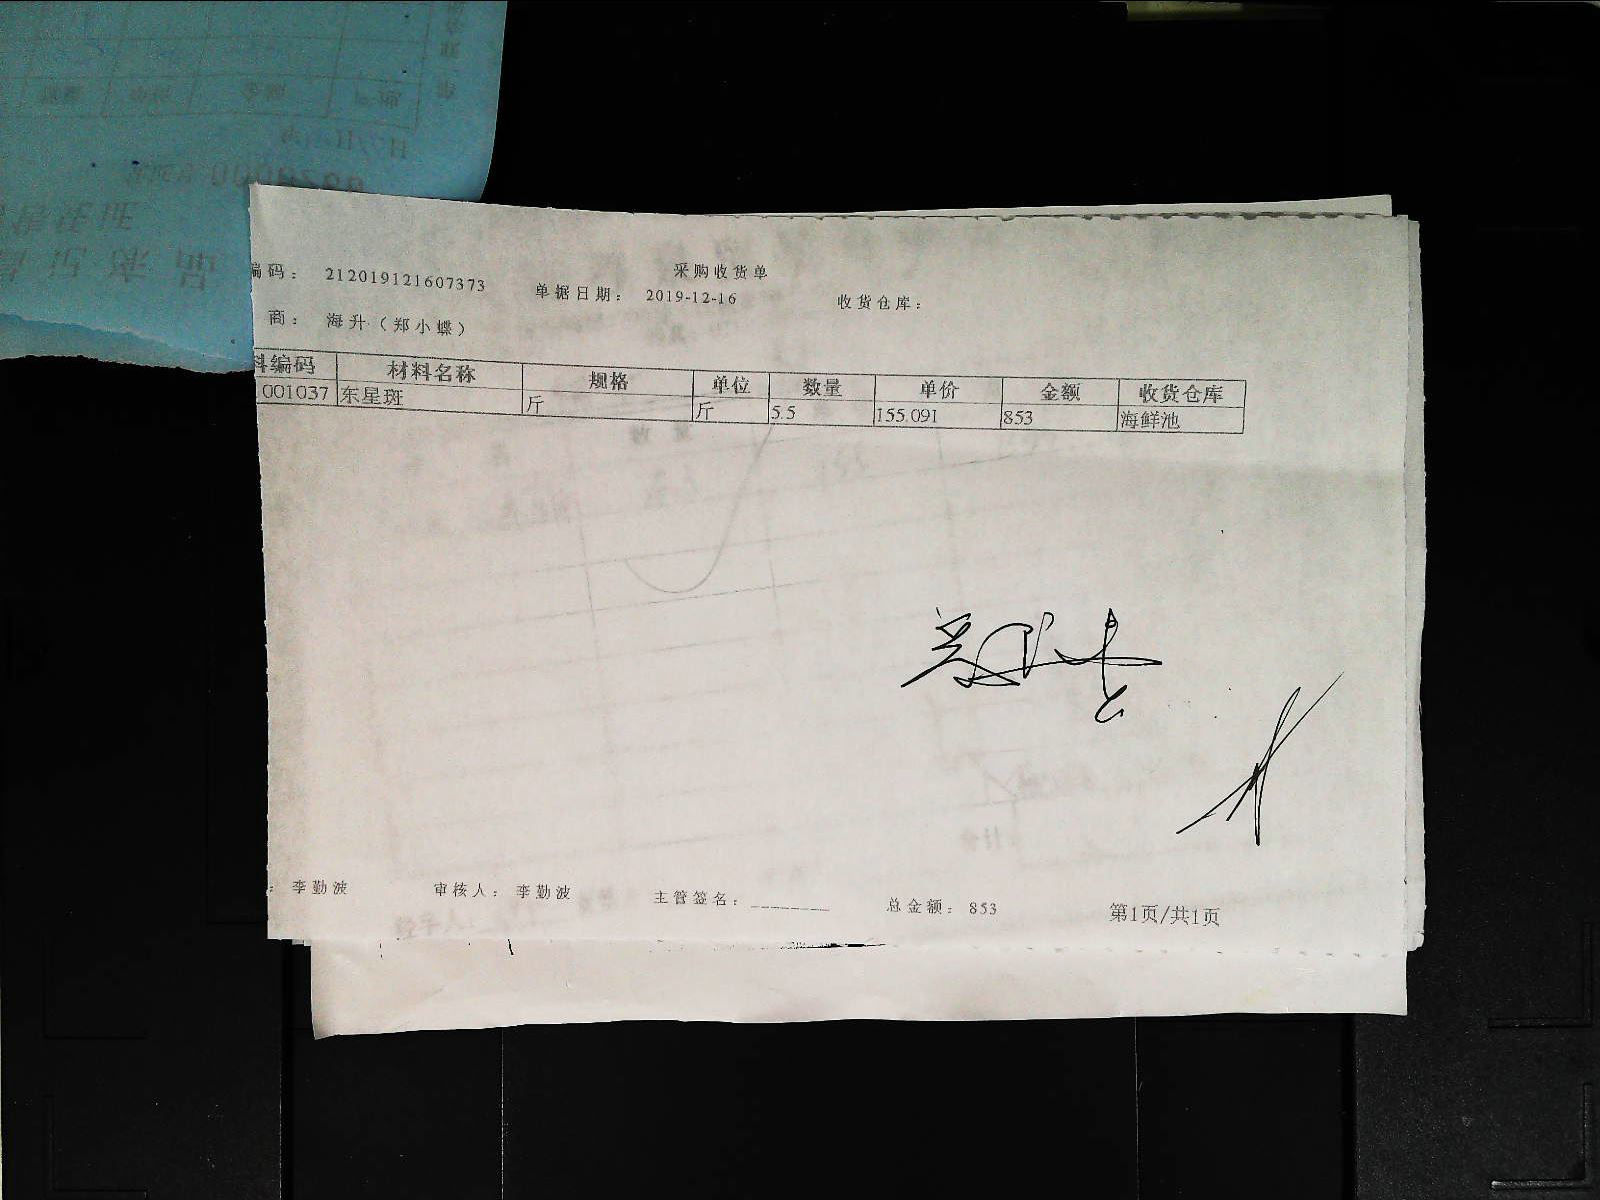 采购收货单
编码： 212019121607373 单据日期： 2019-12-16 收货仓库：
商： 海升（郑小蝶）
料编码 材料名称 规格 单位 数量 单价 金额 收货仓库
001037 东星斑 斤 斤 5.5 155.091 853 海鲜池
： 李勤波 审核人： 李勤波 主管签名：________ 总金额： 853 第1页/共1页